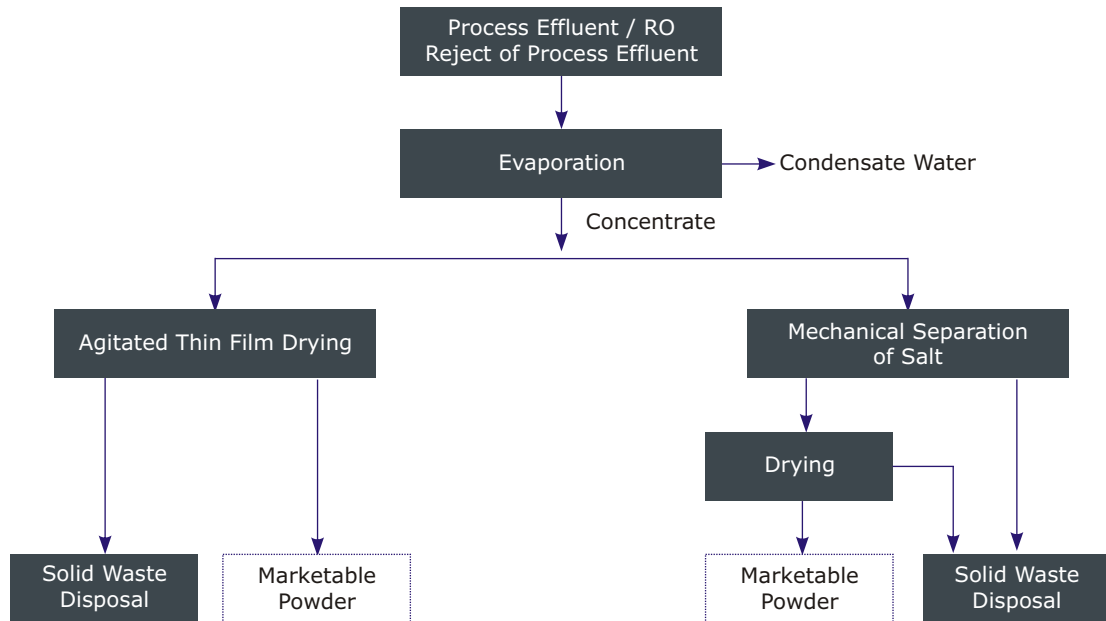 Process Effluent / RO
Reject of Process Effluent
Evaporation
Condensate Water
Concentrate
Agitated Thin Film Drying
Mechanical Separation
of Salt
Drying
Solid Waste
Disposal
Marketable
Powder
Marketable
Powder
Solid Waste
Disposal